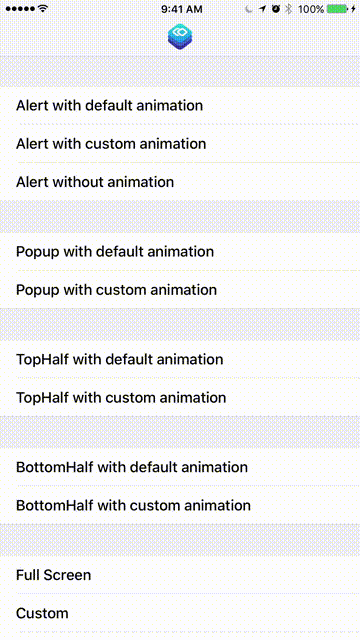 9:41 AM 100%
Alert with default animation
Alert with custom animation
Alert without animation
Popup with default animation
Popup with custom animation
TopHalf with default animation
TopHalf with custom animation
BottomHalf with default animation
BottomHalf with custom animation
Full Screen
Custom